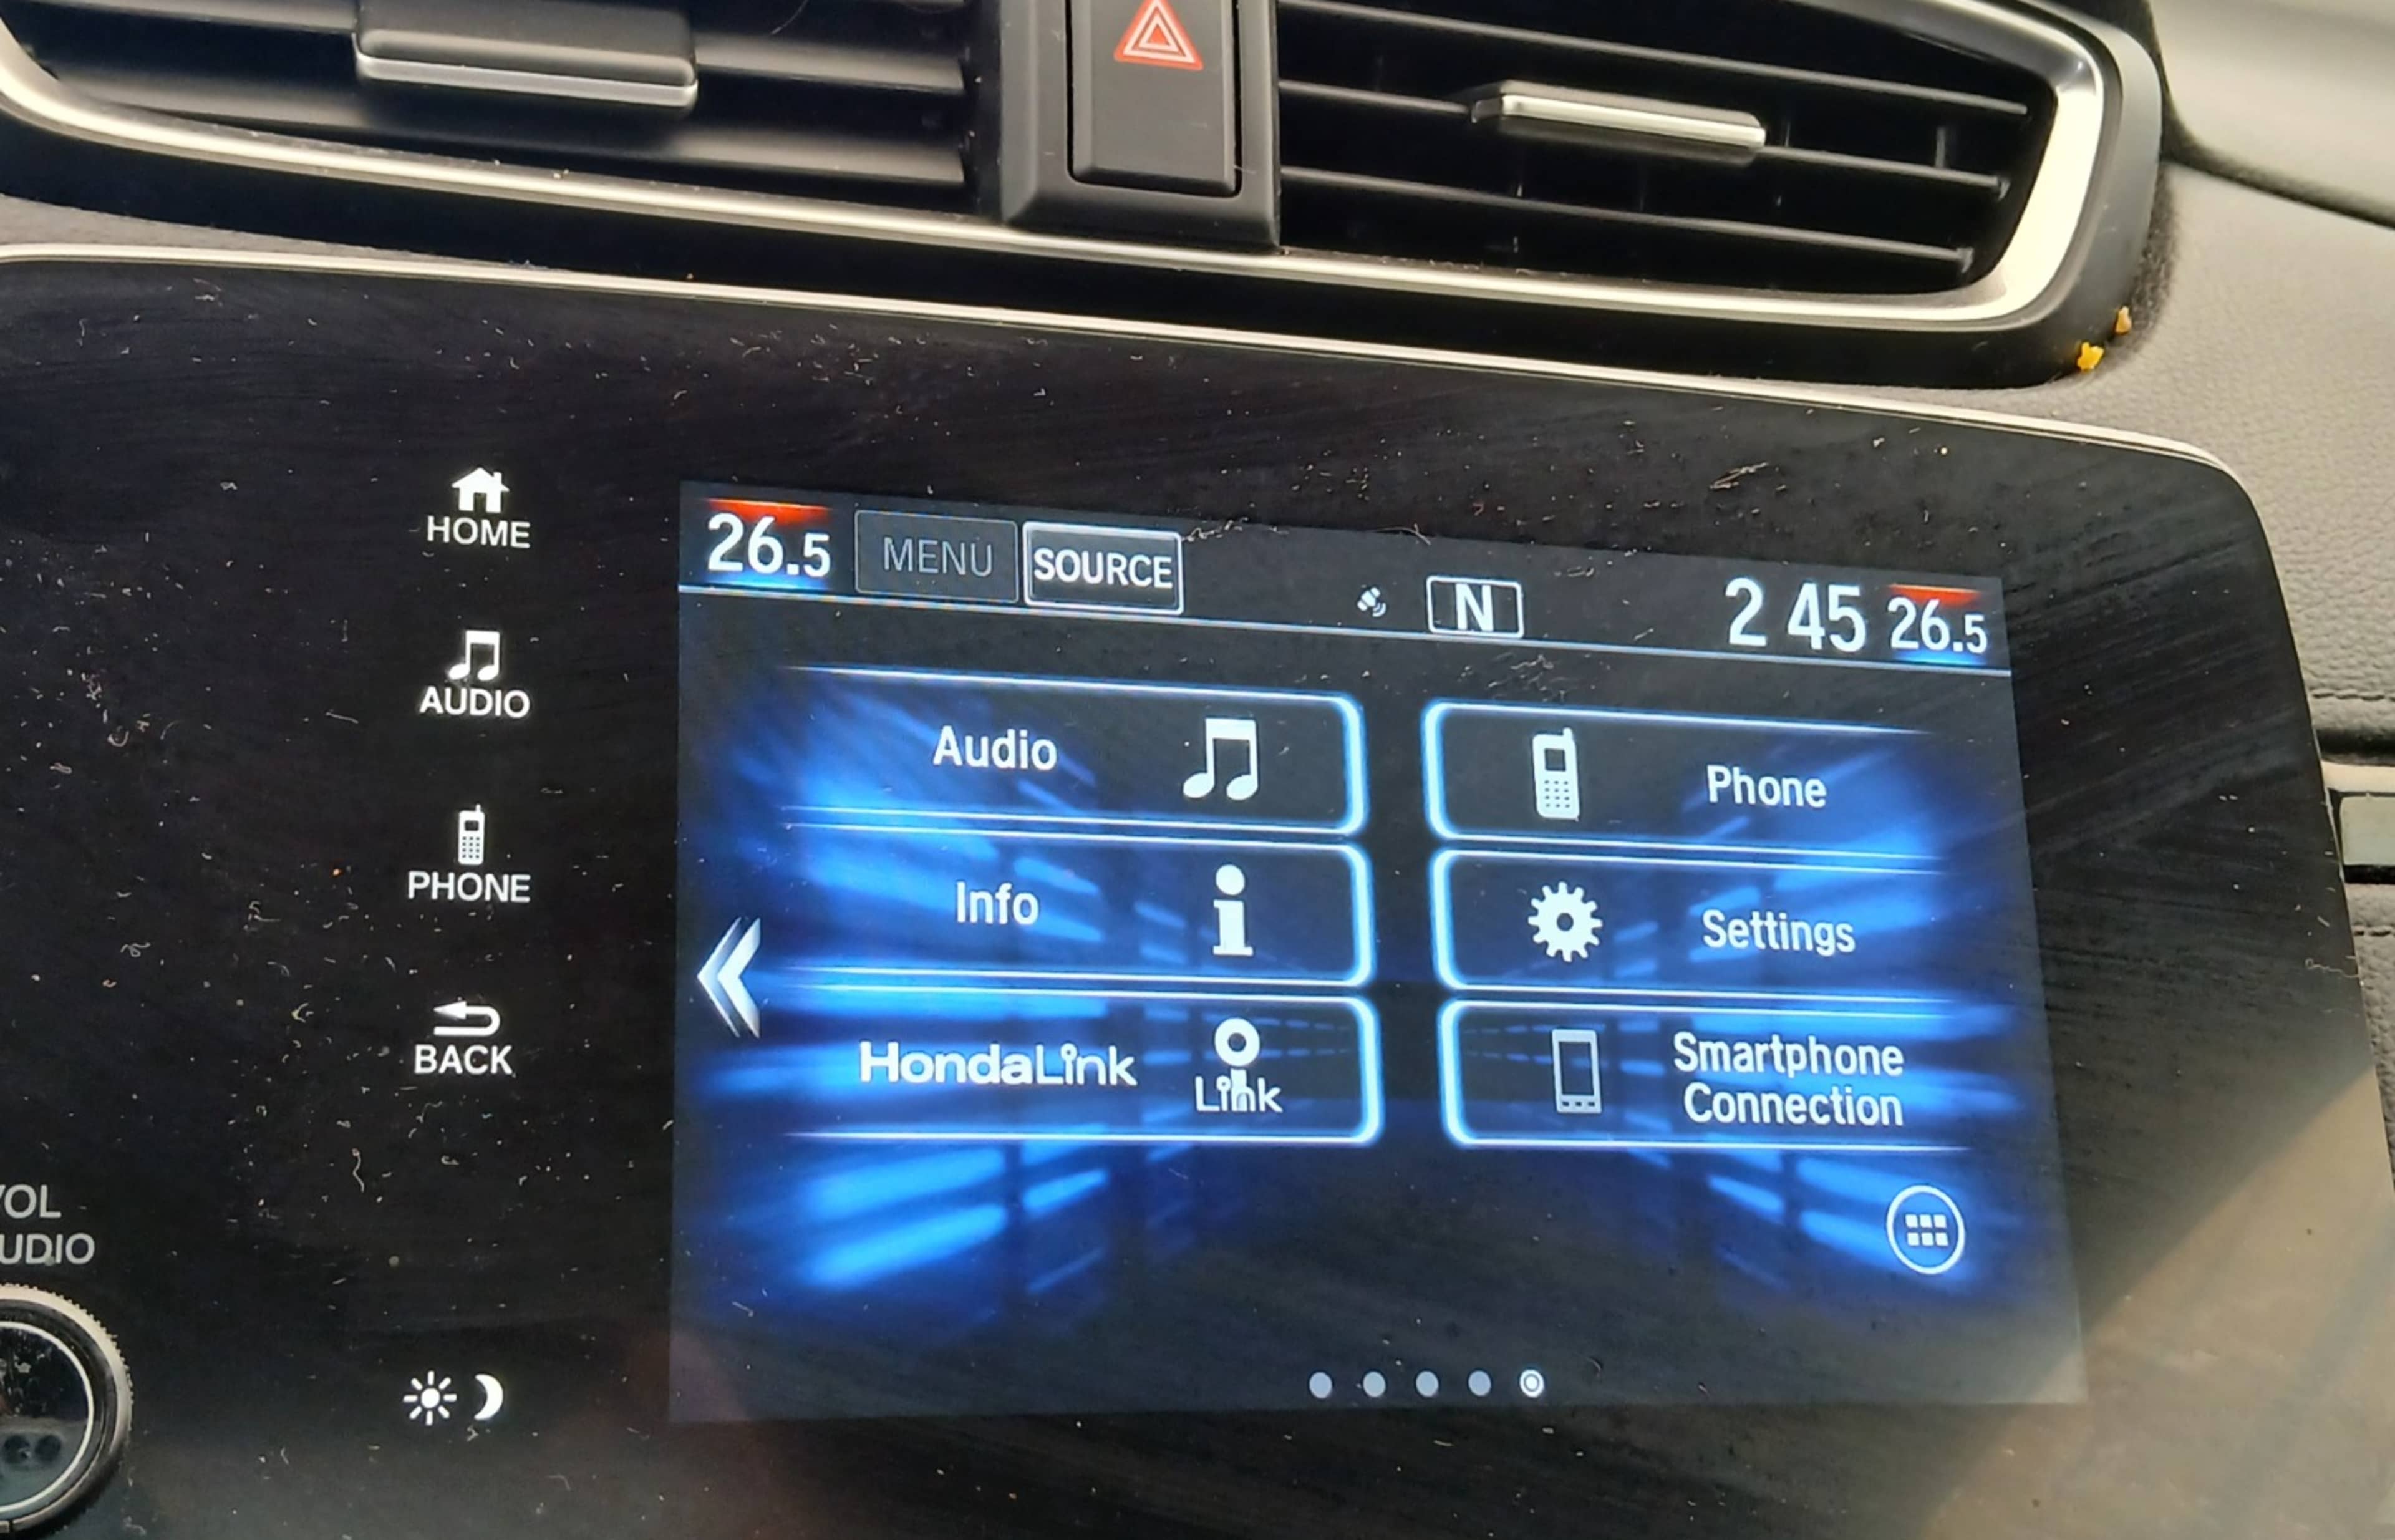 HOME
AUDIO
PHONE
BACK
26.5 MENU SOURCE N 2 45 26.5
Audio
Phone
Info
Settings
HondaLink
Link
Smartphone
Connection